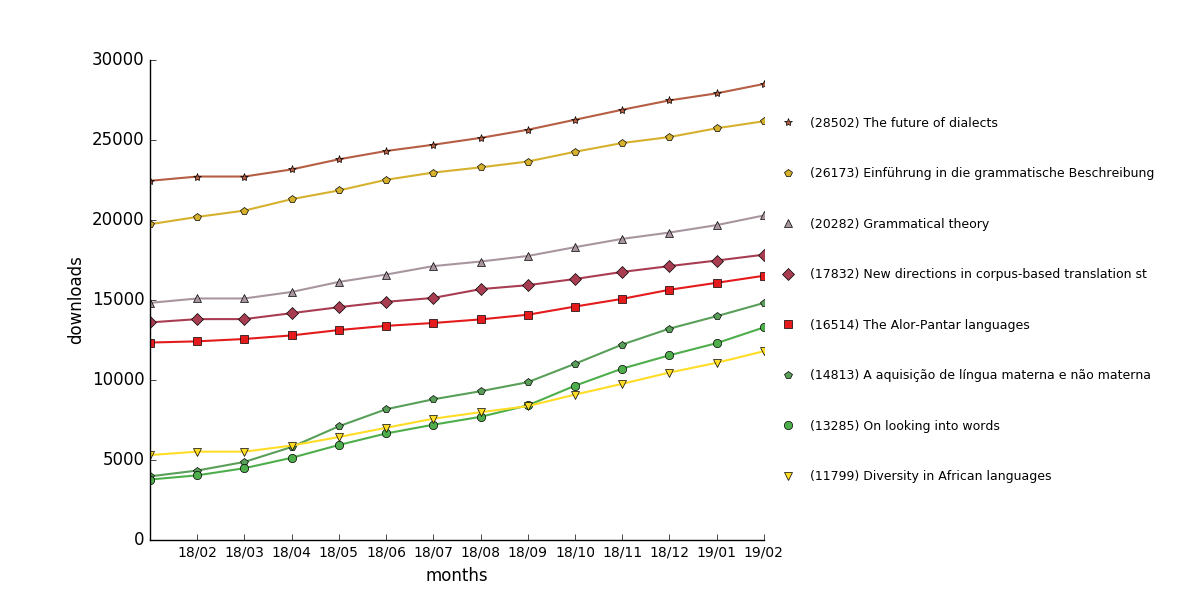 30000
25000
20000
15000
10000
5000
0
downloads
18/02 18/03 18/04 18/05 18/06 18/07 18/08 18/09 18/10 18/11 18/12 19/01 19/02
months
(28502) The future of dialects
(26173) Einführung in die grammatische Beschreibung
(20282) Grammatical theory
(17832) New directions in corpus-based translation st
(16514) The Alor-Pantar languages
(14813) A aquisição de língua materna e não materna
(13285) On looking into words
(11799) Diversity in African languages